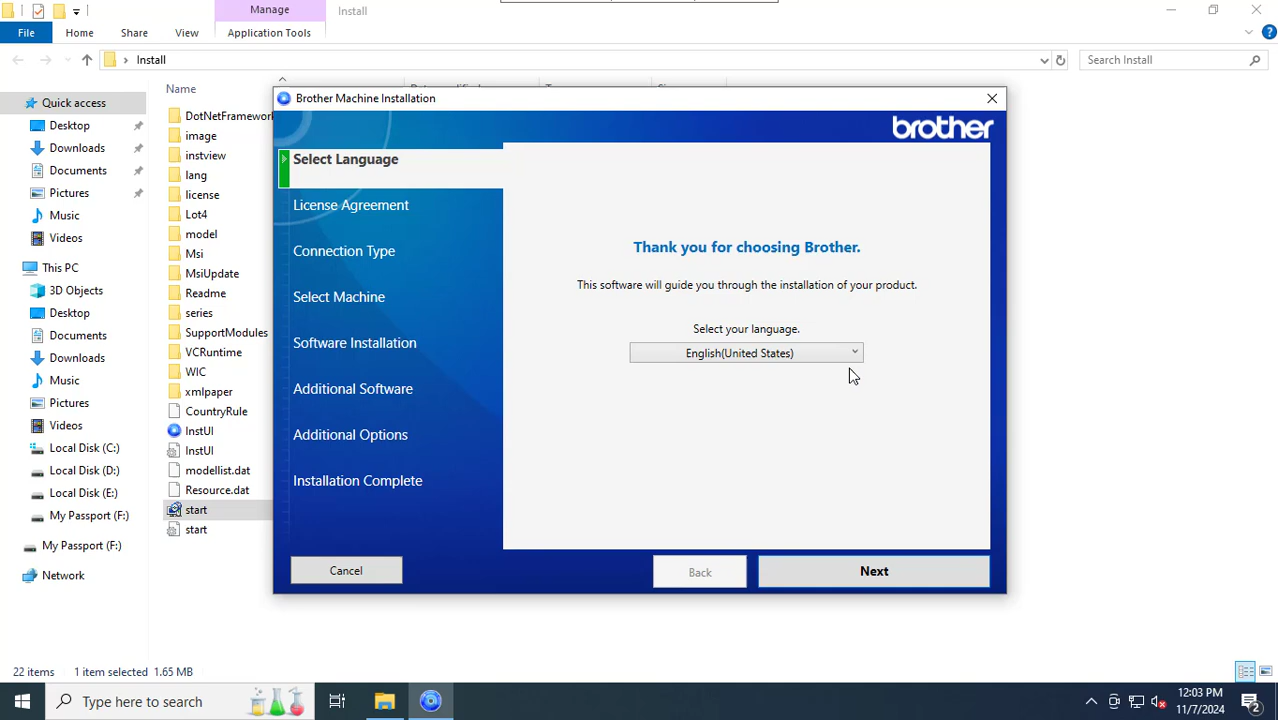 Manage
Install
File
Home
Share
View
Application Tools
Install
Search Install
Quick access
Desktop
Downloads
Documents
Pictures
Music
Videos
This PC
3D Objects
Desktop
Documents
Downloads
Music
Pictures
Videos
Local Disk (C:)
Local Disk (D:)
Local Disk (E:)
My Passport (F:)
My Passport (F:)
Network
Name
DotNetFramework
image
instview
lang
license
Lot4
model
Msi
MsiUpdate
Readme
series
SupportModules
VCRuntime
WIC
xmlpaper
CountryRule
InstUI
InstUI
modellist.dat
Resource.dat
start
start
Brother Machine Installation
brother
Select Language
License Agreement
Connection Type
Select Machine
Software Installation
Additional Software
Additional Options
Installation Complete
Thank you for choosing Brother.
This software will guide you through the installation of your product.
Select your language.
English(United States)
Cancel
Back
Next
22 items
1 item selected 1.65 MB
Type here to search
12:03 PM
11/7/2024
2